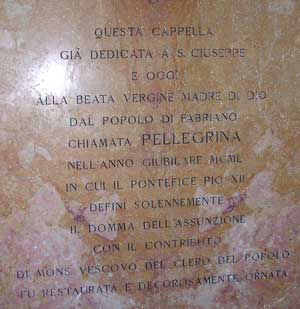 QUESTA CAPPELLA
GIÀ DEDICATA A S. GIUSEPPE
E OGGI
ALLA BEATA VERGINE MADRE DI DIO
DAL POPOLO DI FABRIANO
CHIAMATA PELLEGRINA
NELL'ANNO GIUBILARE MCML
IN CUI IL PONTEFICE PIO XII
DEFINÌ SOLENNEMENTE
IL DOMMA DELL'ASSUNZIONE
CON IL CONTRIBUTO
DI MONS. VESCOVO DEL CLERO DEL POPOLO
FU RESTAURATA E DECOROSAMENTE ORNATA